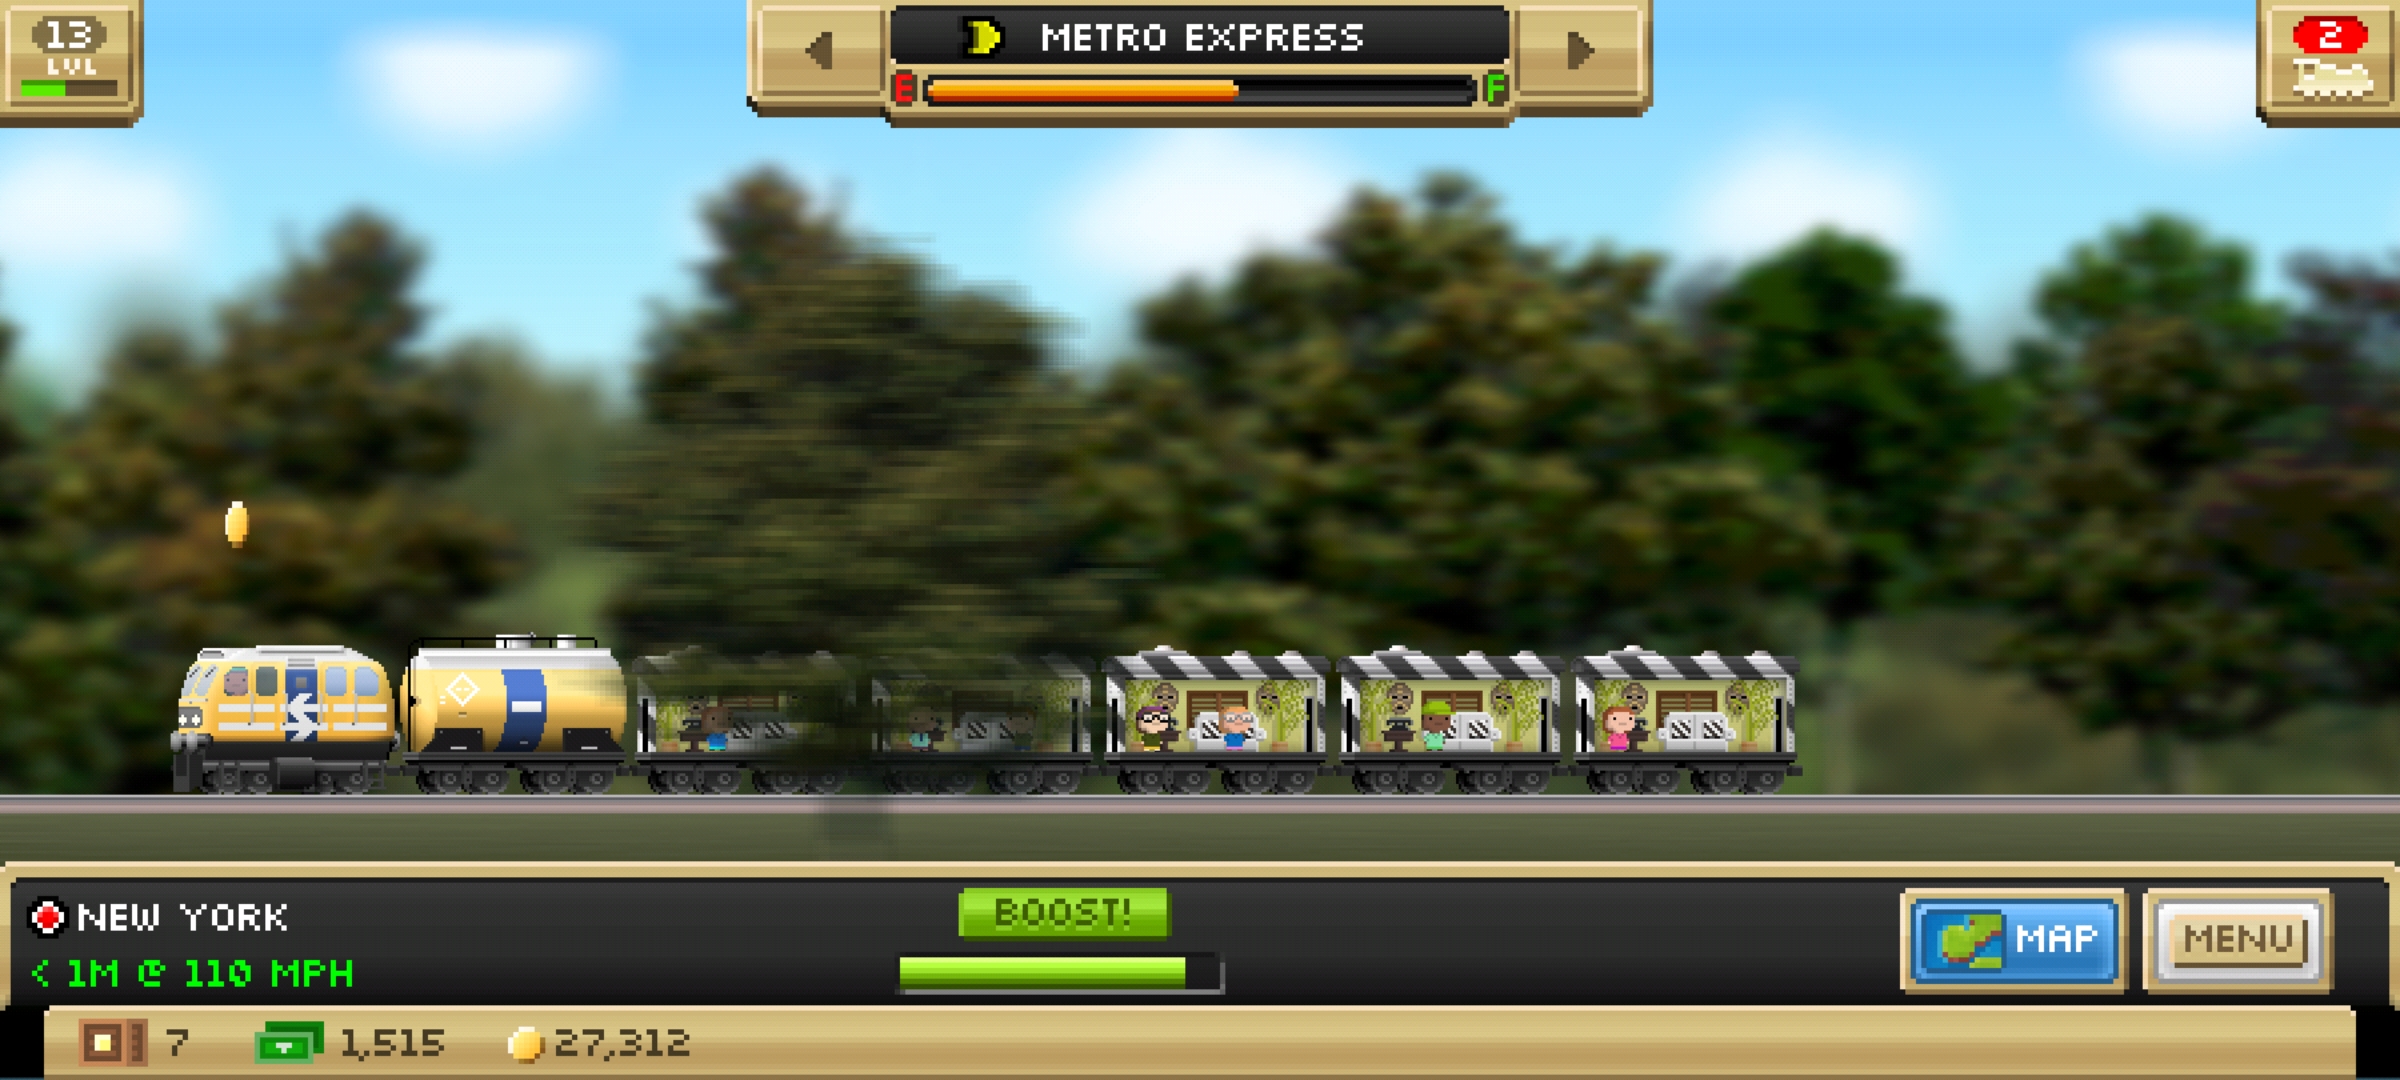 13
LVL
METRO EXPRESS
E F
2
NEW YORK
< 1M @ 110 MPH
BOOST!
MAP
MENU
7
1,515
27,312